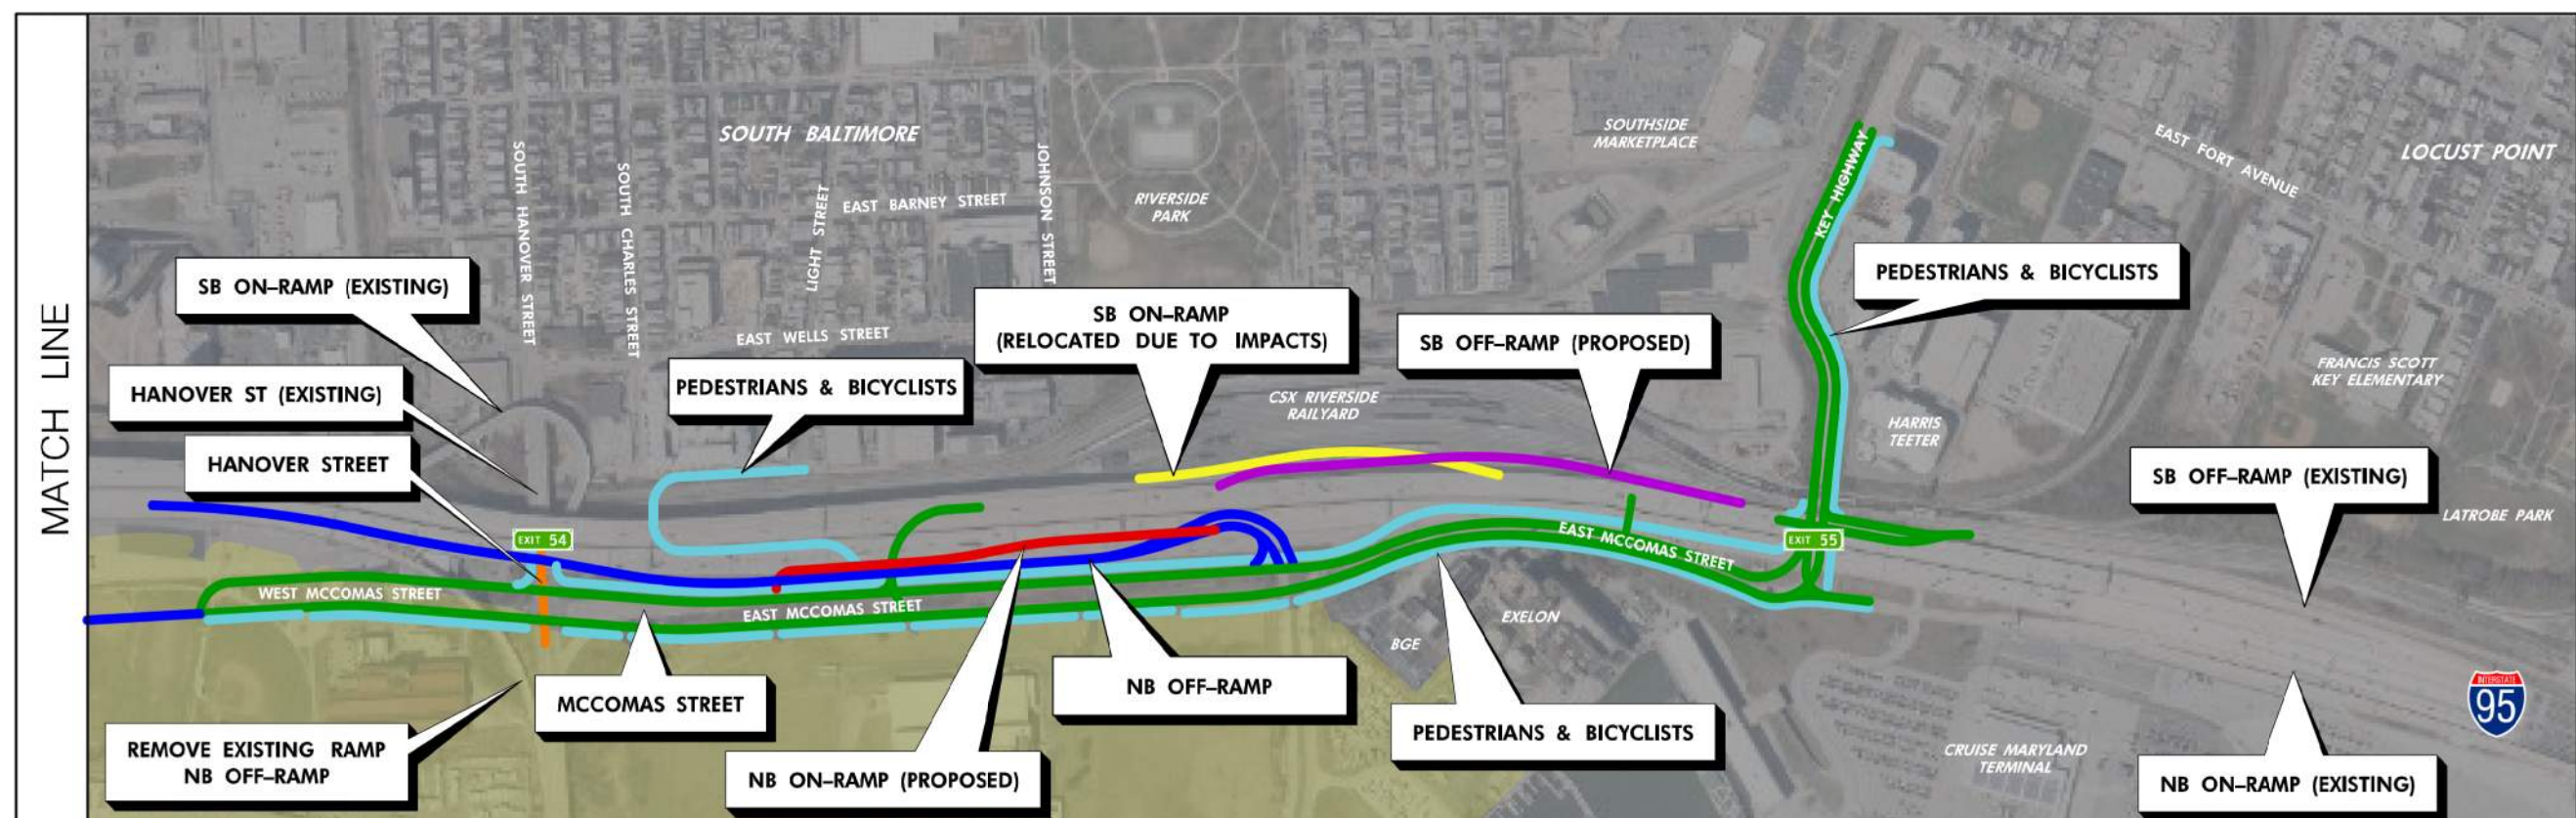 MATCH LINE
SOUTH BALTIMORE
SOUTH HANOVER STREET
SOUTH CHARLES STREET
LIGHT STREET
EAST BARNEY STREET
JOHNSON STREET
RIVERSIDE
PARK
SOUTHSIDE
MARKETPLACE
KEY HIGHWAY
EAST FORT AVENUE
LOCUST POINT
SB ON-RAMP (EXISTING)
PEDESTRIANS & BICYCLISTS
EAST WELLS STREET
SB ON-RAMP
(RELOCATED DUE TO IMPACTS)
SB OFF-RAMP (PROPOSED)
HANOVER ST (EXISTING)
PEDESTRIANS & BICYCLISTS
CSX RIVERSIDE
RAILYARD
FRANCIS SCOTT
KEY ELEMENTARY
HANOVER STREET
HARRIS
TEETER
SB OFF-RAMP (EXISTING)
LATROBE PARK
EXIT 54
EXIT 55
EAST MCCOMAS STREET
WEST MCCOMAS STREET
EAST MCCOMAS STREET
EXELON
BGE
MCCOMAS STREET
NB OFF-RAMP
PEDESTRIANS & BICYCLISTS
INTERSTATE
95
REMOVE EXISTING RAMP
NB OFF-RAMP
NB ON-RAMP (PROPOSED)
CRUISE MARYLAND
TERMINAL
NB ON-RAMP (EXISTING)